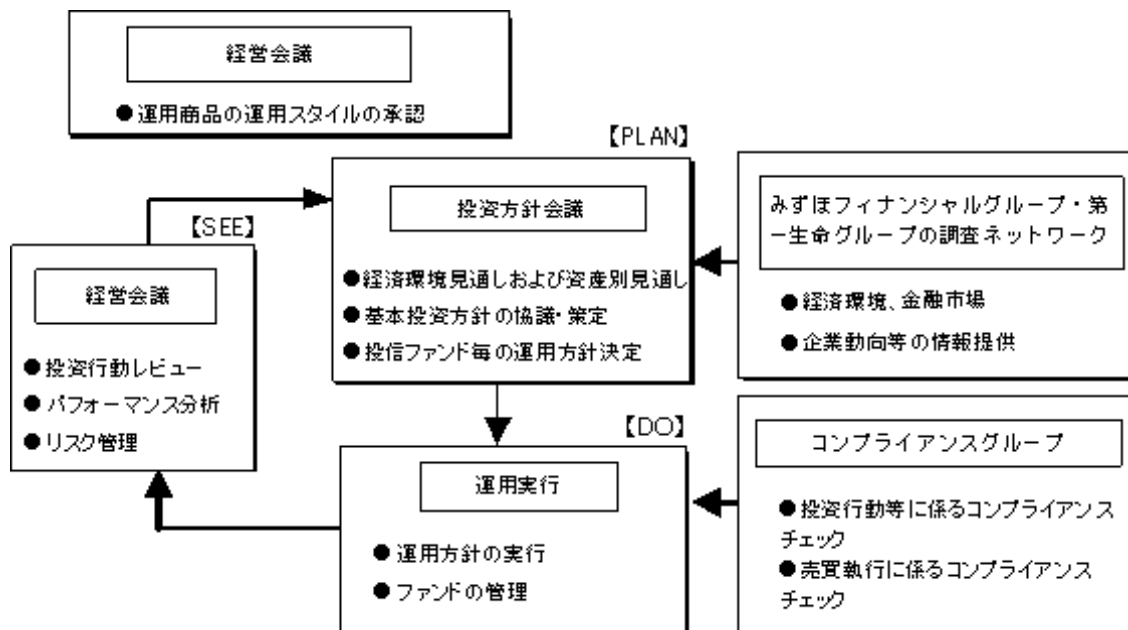 経営会議
●運用商品の運用スタイルの承認
【PLAN】
投資方針会議
●経済環境見通しおよび資産別見通し
●基本投資方針の協議・策定
●投信ファンド毎の運用方針決定
みずほフィナンシャルグループ・第
一生命グループの調査ネットワーク
●経済環境、金融市場
●企業動向等の情報提供
【SEE】
経営会議
●投資行動レビュー
●パフォーマンス分析
●リスク管理
【DO】
運用実行
●運用方針の実行
●ファンドの管理
コンプライアンスグループ
●投資行動等に係るコンプライアンス
チェック
●売買執行に係るコンプライアンス
チェック